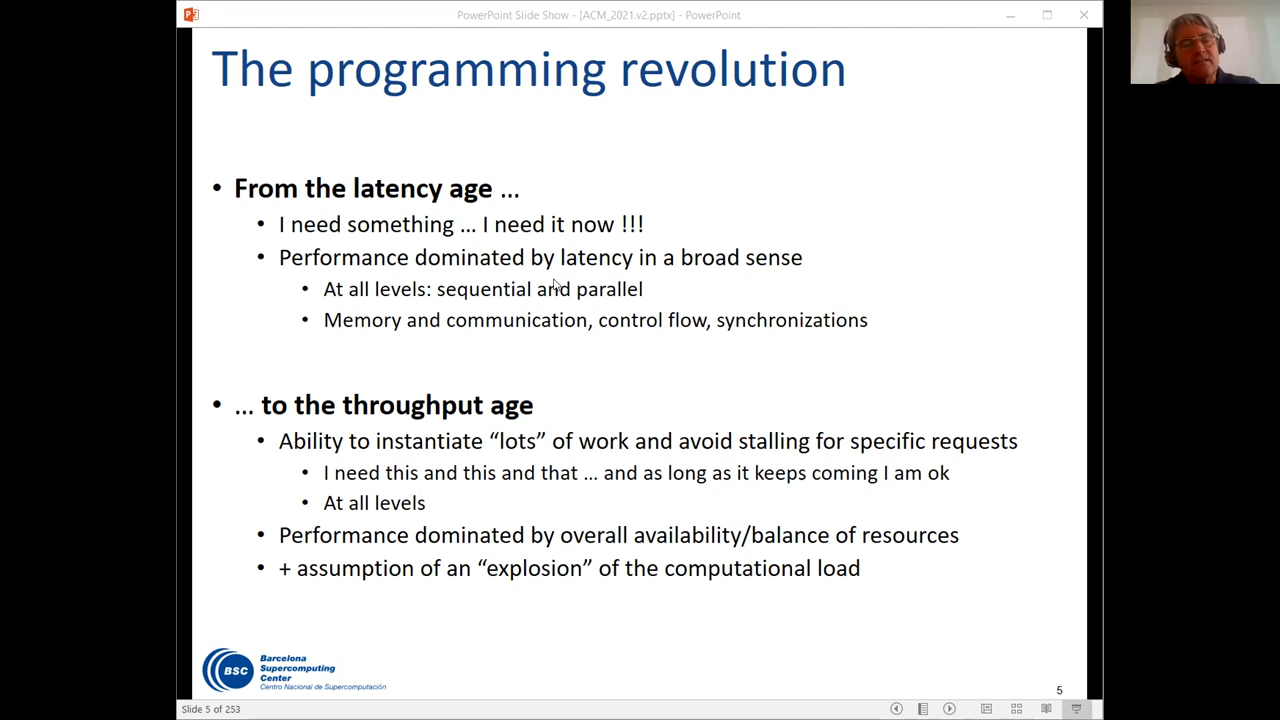 PowerPoint Slide Show - [ACM_2021.v2.pptx] - PowerPoint
The programming revolution
• From the latency age ...
• I need something ... I need it now !!!
• Performance dominated by latency in a broad sense
• At all levels: sequential and parallel
• Memory and communication, control flow, synchronizations
• ... to the throughput age
• Ability to instantiate “lots” of work and avoid stalling for specific requests
• I need this and this and that ... and as long as it keeps coming I am ok
• At all levels
• Performance dominated by overall availability/balance of resources
• + assumption of an “explosion” of the computational load
BSC
Barcelona
Supercomputing
Center
Centro Nacional de Supercomputación
5
Slide 5 of 253